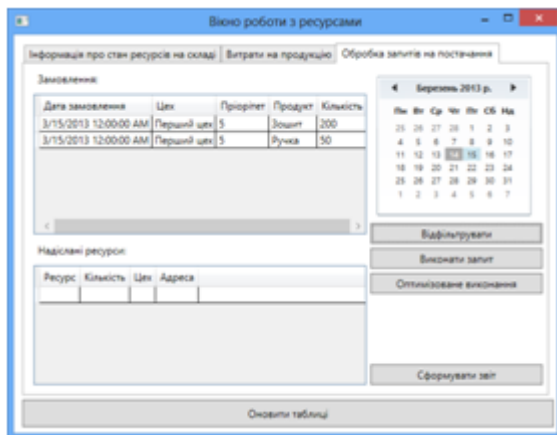 Вікно роботи з ресурсами
Інформація про стан ресурсів на складі Витрати на продукцію Обробка запитів на постачання
Замовлення:
Дата замовлення Цех Пріорітет Продукт Кількість
3/15/2013 12:00:00 AM Перший цех 5 Зошит 200
3/15/2013 12:00:00 AM Перший цех 5 Ручка 50
Березень 2013 р.
Пн Вт Ср Чт Пт Сб Нд
25 26 27 28 1 2 3
4 5 6 7 8 9 10
11 12 13 14 15 16 17
18 19 20 21 22 23 24
25 26 27 28 29 30 31
1 2 3 4 5 6 7
Відфільтрувати
Виконати запит
Оптимізоване виконання
Надіслані ресурси:
Ресурс Кількість Цех Адреса
Сформувати звіт
Оновити таблиці